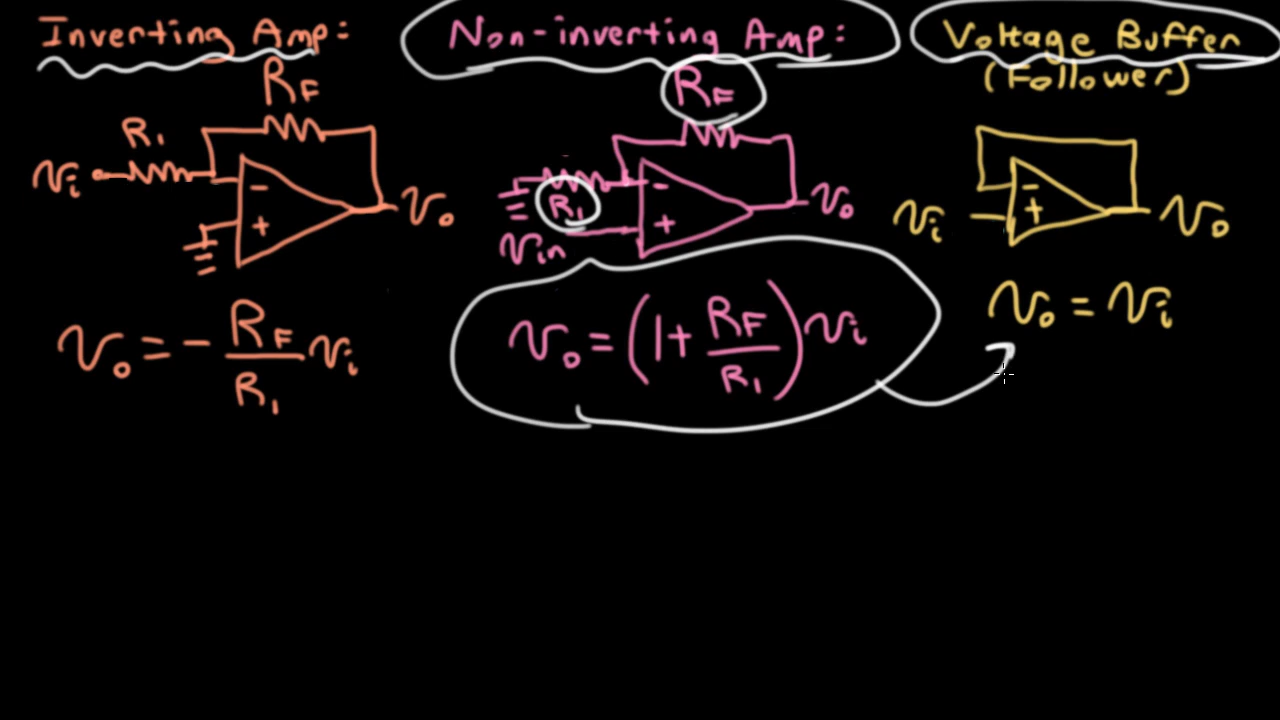 Inverting Amp:
RF
R1
Vi
-
+
Vo
Vo = - RF/R1 Vi
Non-inverting Amp:
RF
R1
-
+
Vin
Vo
Vo = (1 + RF/R1) Vi
Voltage Buffer
(Follower)
-
+
Vi
Vo
Vo = Vi